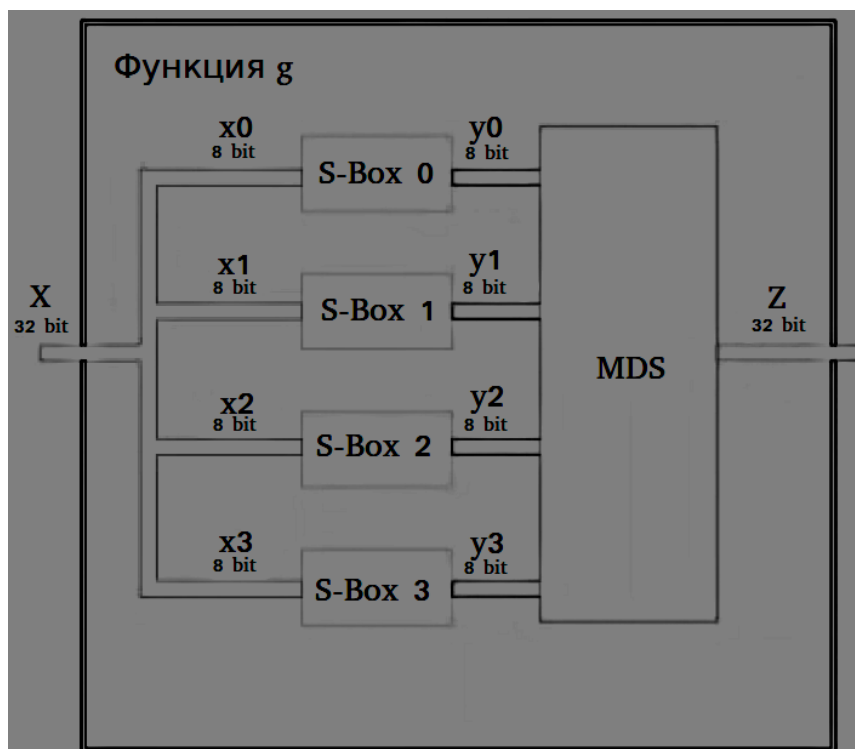 Функция g
x0
8 bit
y0
8 bit
S-Box 0
x1
8 bit
y1
8 bit
S-Box 1
X
32 bit
Z
32 bit
MDS
x2
8 bit
y2
8 bit
S-Box 2
x3
8 bit
y3
8 bit
S-Box 3